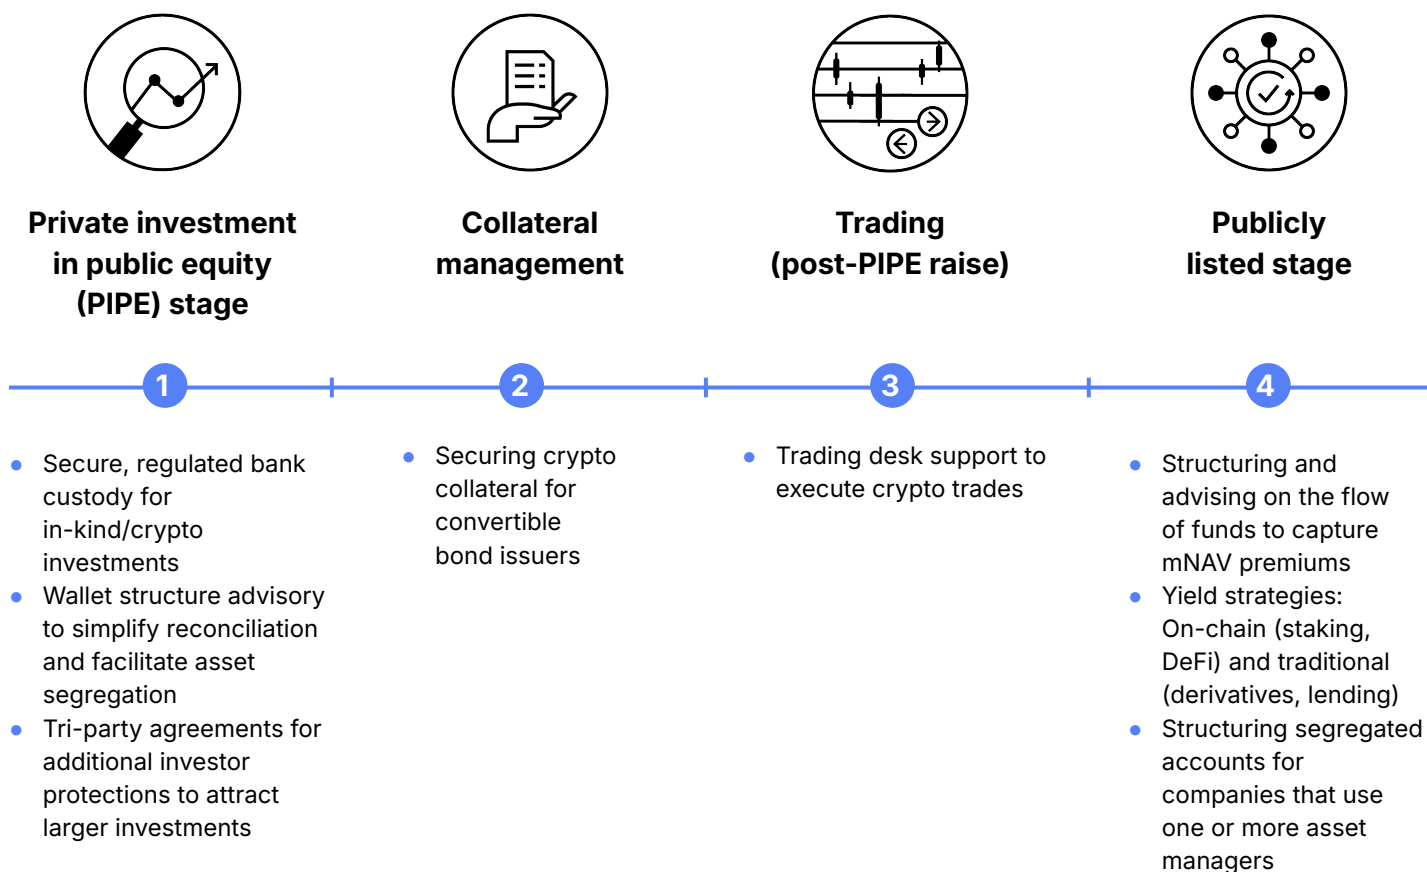 Private investment
in public equity
(PIPE) stage
Collateral
management
Trading
(post-PIPE raise)
Publicly
listed stage
1
2
3
4
Secure, regulated bank
custody for
in-kind/crypto
investments
Wallet structure advisory
to simplify reconciliation
and facilitate asset
segregation
Tri-party agreements for
additional investor
protections to attract
larger investments
Securing crypto
collateral for
convertible
bond issuers
Trading desk support to
execute crypto trades
Structuring and
advising on the flow
of funds to capture
mNAV premiums
Yield strategies:
On-chain (staking,
DeFi) and traditional
(derivatives, lending)
Structuring segregated
accounts for
companies that use
one or more asset
managers